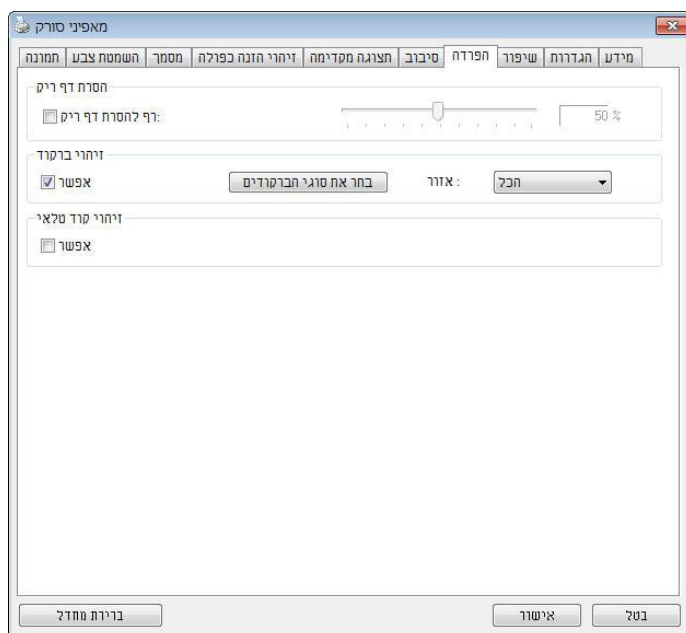 מאפיני סורק
תמונה השמטת צבע מסמך זיהוי הזנה כפולה תצוגה מקדימה סיבוב הפרדה שיפור הגדרות מידע
הסרת דף ריק
רף להסרת דף ריק:
50 %
זיהוי ברקוד
אפשר
בחר את סוגי הברקודים
אזור :
הכל
זיהוי קוד טלאי
אפשר
ברירת מחדל
אישור
בטל